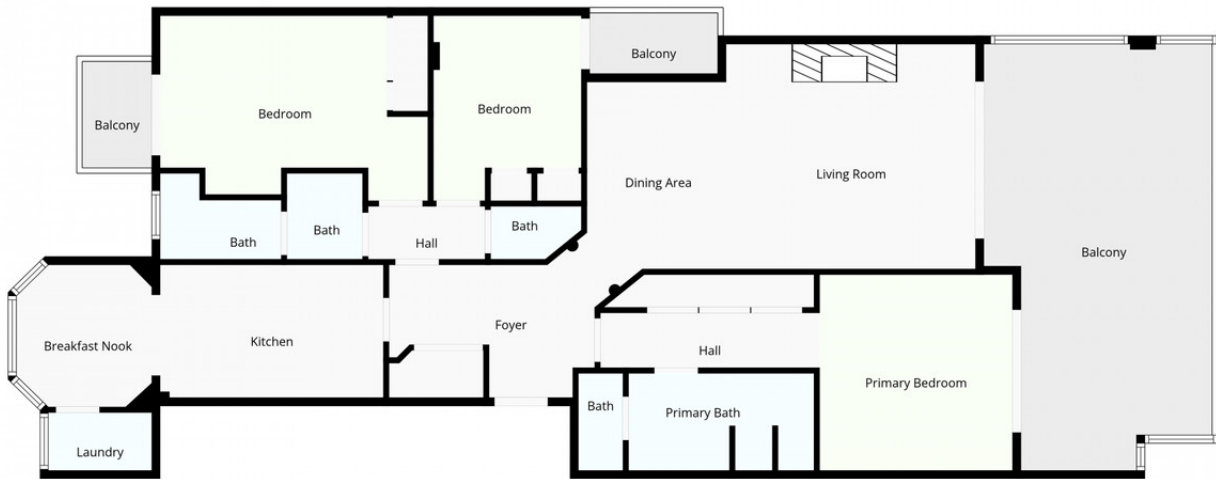 Balcony
Bedroom
Bedroom
Balcony
Dining Area
Living Room
Bath
Bath
Hall
Bath
Balcony
Breakfast Nook
Kitchen
Foyer
Hall
Primary Bedroom
Laundry
Bath
Primary Bath